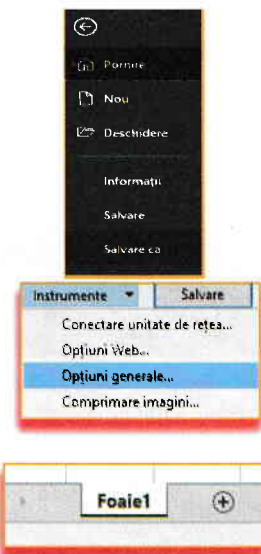 Pornire
Nou
Deschidere
Informații
Salvare
Salvare ca
Instrumente Salvare
Conectare unitate de rețea...
Opțiuni Web...
Opțiuni generale...
Comprimare imagini...
Foaie1